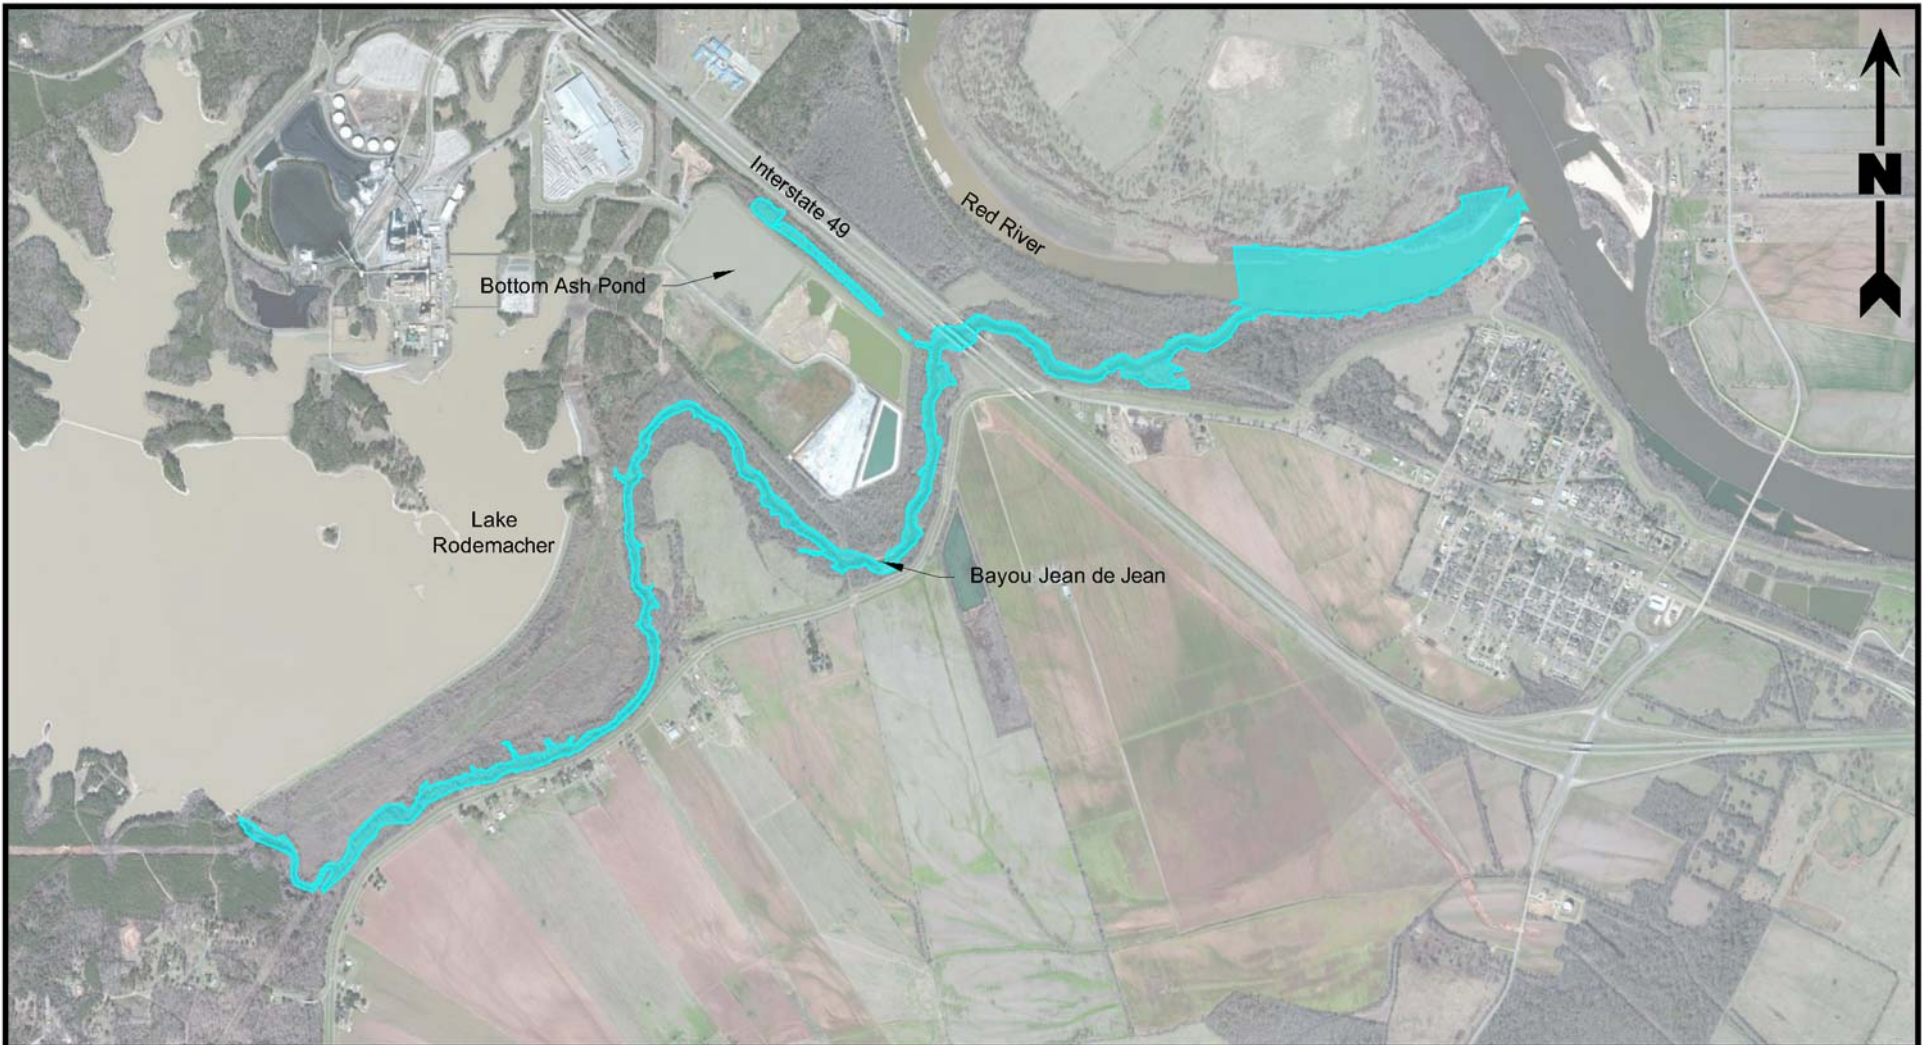 N
Interstate 49
Red River
Bottom Ash Pond
Lake
Rodemacher
Bayou Jean de Jean